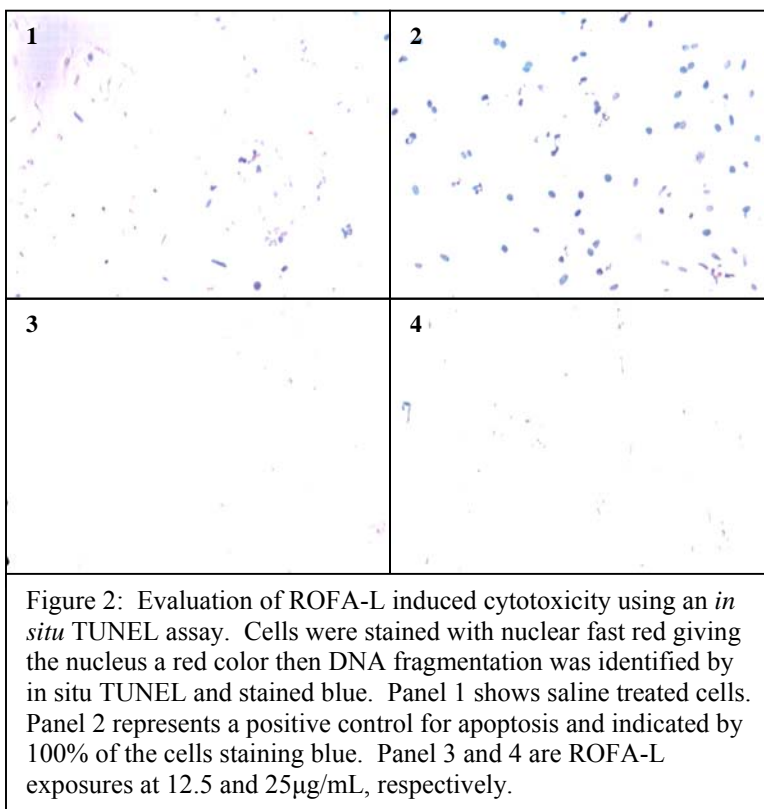 1
2
3
4
Figure 2: Evaluation of ROFA-L induced cytotoxicity using an in
situ TUNEL assay. Cells were stained with nuclear fast red giving
the nucleus a red color then DNA fragmentation was identified by
in situ TUNEL and stained blue. Panel 1 shows saline treated cells.
Panel 2 represents a positive control for apoptosis and indicated by
100% of the cells staining blue. Panel 3 and 4 are ROFA-L
exposures at 12.5 and 25µg/mL, respectively.